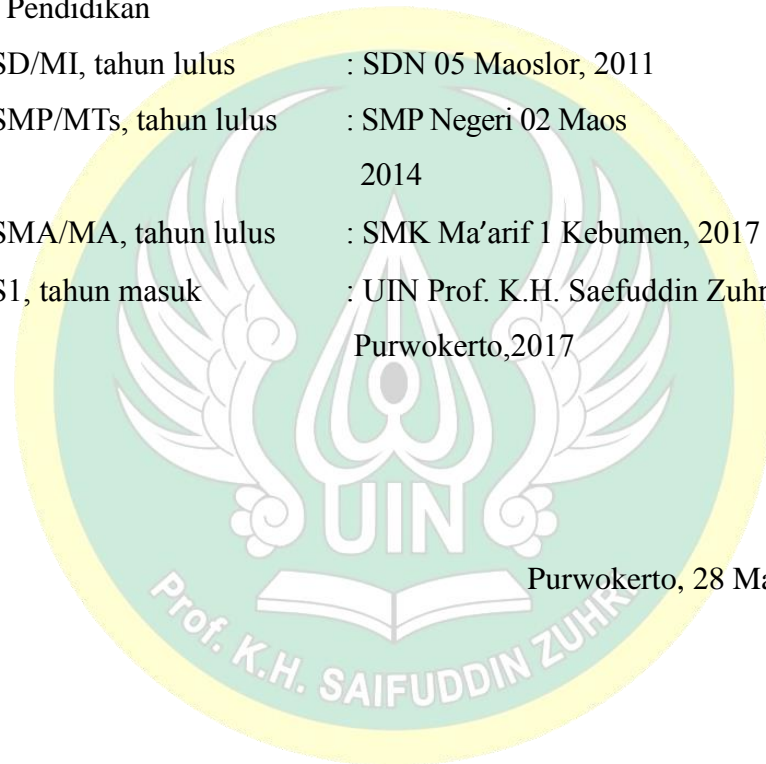 Pendidikan
SD/MI, tahun lulus : SDN 05 Maoslor, 2011
SMP/MTs, tahun lulus : SMP Negeri 02 Maos
2014
SMA/MA, tahun lulus : SMK Ma'arif 1 Kebumen, 2017
S1, tahun masuk : UIN Prof. K.H. Saefuddin Zuhr
Purwokerto,2017
UIN
Purwokerto, 28 Ma
Prof. K.H. SAIFUDDIN ZUHRI